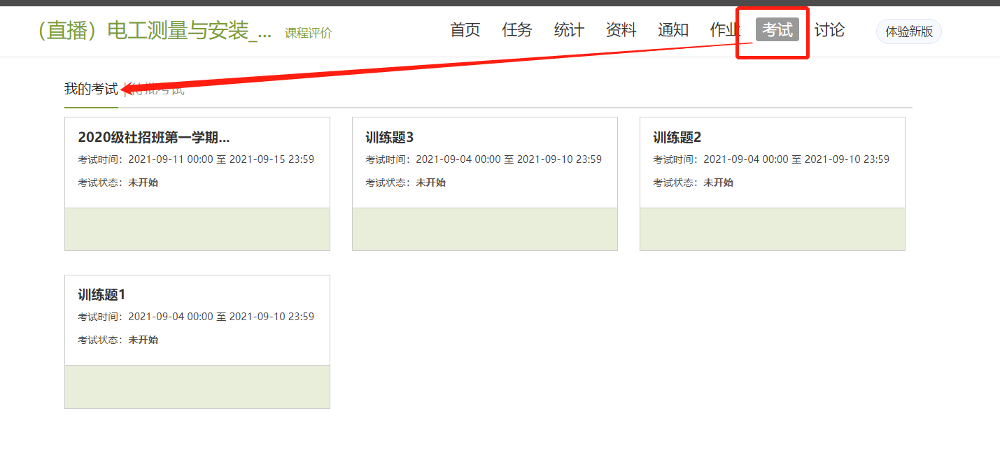 （直播）电工测量与安装_... 课程评价 首页 任务 统计 资料 通知 作业 考试 讨论 体验新版
我的考试 待批考试
2020级社招班第一学期...
考试时间：2021-09-11 00:00 至 2021-09-15 23:59
考试状态：未开始
训练题3
考试时间：2021-09-04 00:00 至 2021-09-10 23:59
考试状态：未开始
训练题2
考试时间：2021-09-04 00:00 至 2021-09-10 23:59
考试状态：未开始
训练题1
考试时间：2021-09-04 00:00 至 2021-09-10 23:59
考试状态：未开始